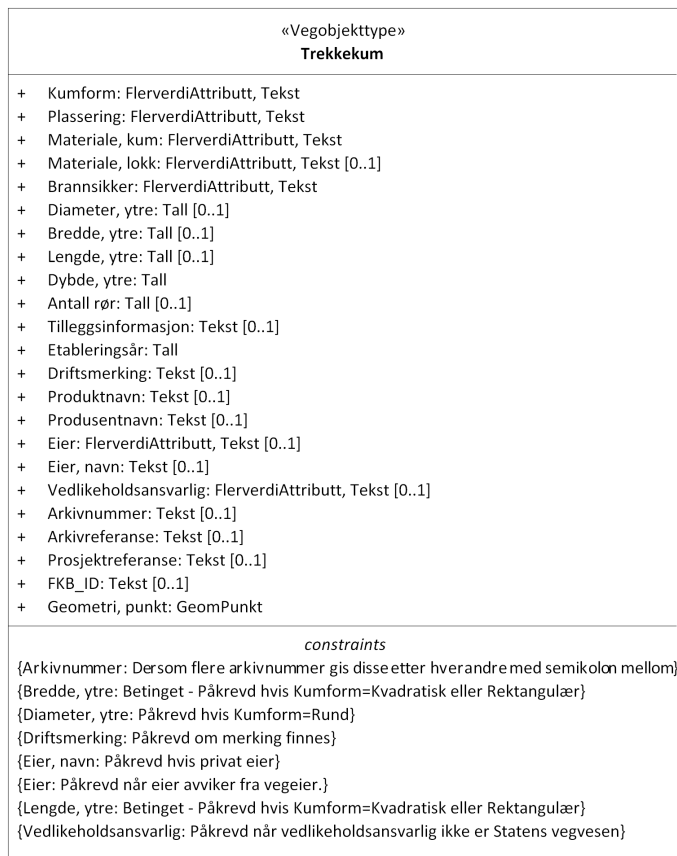 «Vegobjekttype»
Trekkekum
+ Kumform: FlerverdiAttributt, Tekst
+ Plassering: FlerverdiAttributt, Tekst
+ Materiale, kum: FlerverdiAttributt, Tekst
+ Materiale, lokk: FlerverdiAttributt, Tekst [0..1]
+ Brannsikker: FlerverdiAttributt, Tekst
+ Diameter, ytre: Tall [0..1]
+ Bredde, ytre: Tall [0..1]
+ Lengde, ytre: Tall [0..1]
+ Dybde, ytre: Tall
+ Antall rør: Tall [0..1]
+ Tilleggsinformasjon: Tekst [0..1]
+ Etableringsår: Tall
+ Driftsmerking: Tekst [0..1]
+ Produktnavn: Tekst [0..1]
+ Produsentnavn: Tekst [0..1]
+ Eier: FlerverdiAttributt, Tekst [0..1]
+ Eier, navn: Tekst [0..1]
+ Vedlikeholdsansvarlig: FlerverdiAttributt, Tekst [0..1]
+ Arkivnummer: Tekst [0..1]
+ Arkivreferanse: Tekst [0..1]
+ Prosjektreferanse: Tekst [0..1]
+ FKB_ID: Tekst [0..1]
+ Geometri, punkt: GeomPunkt
constraints
{Arkivnummer: Dersom flere arkivnummer gis disse etter hverandre med semikolon mellom}
{Bredde, ytre: Betinget - Påkrevd hvis Kumform=Kvadratisk eller Rektangulær}
{Diameter, ytre: Påkrevd hvis Kumform=Rund}
{Driftsmerking: Påkrevd om merking finnes}
{Eier, navn: Påkrevd hvis privat eier}
{Eier: Påkrevd når eier avviker fra vegeier.}
{Lengde, ytre: Betinget - Påkrevd hvis Kumform=Kvadratisk eller Rektangulær}
{Vedlikeholdsansvarlig: Påkrevd når vedlikeholdsansvarlig ikke er Statens vegvesen}